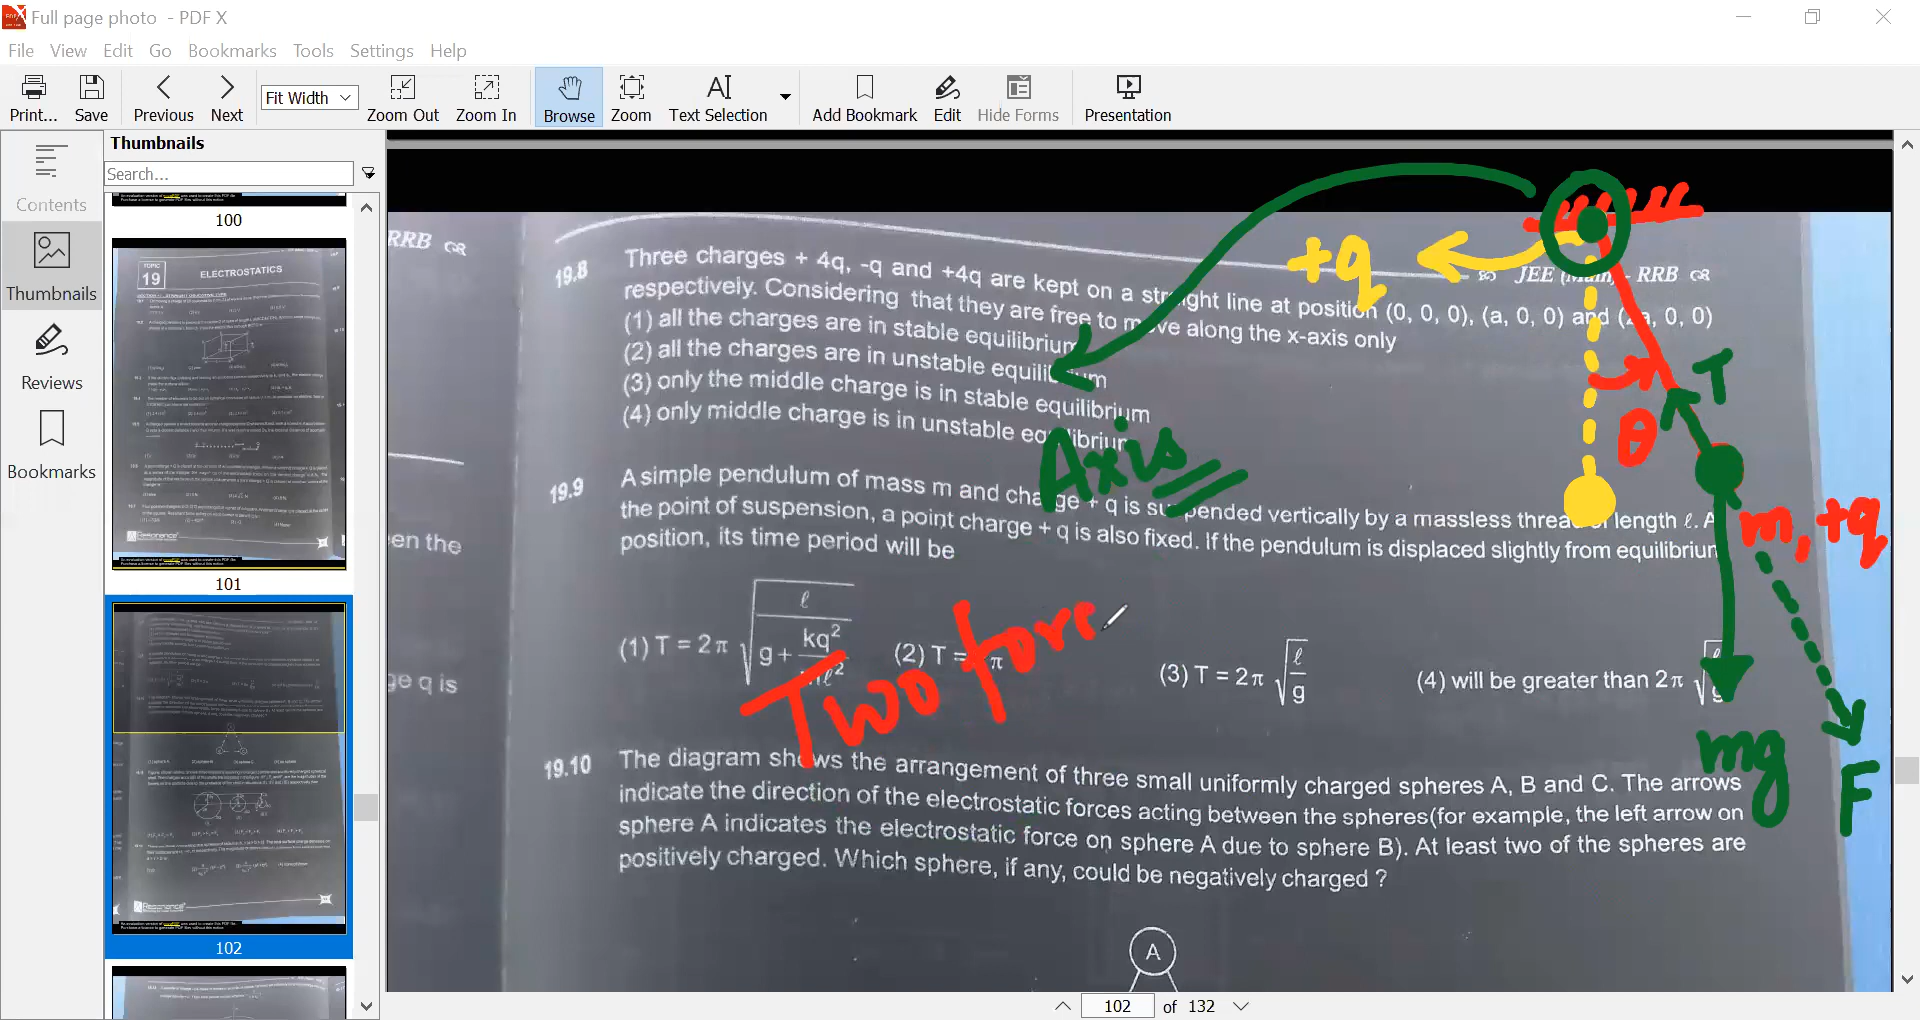 Full page photo - PDF X
File View Edit Go Bookmarks Tools Settings Help
Print... Save Previous Next Fit Width Zoom Out Zoom In Browse Zoom Text Selection Add Bookmark Edit Hide Forms Presentation
Contents
Thumbnails
Reviews
Bookmarks
Thumbnails
Search...
100
TOPIC
19
ELECTROSTATICS
Resonance
101
Resonance
102
RRB
en the
ge q is
JEE (Main) - RRB
19.8 Three charges + 4q, -q and +4q are kept on a straight line at position (0, 0, 0), (a, 0, 0) and (2a, 0, 0)
respectively. Considering that they are free to move along the x-axis only
(1) all the charges are in stable equilibrium
(2) all the charges are in unstable equilibrium
(3) only the middle charge is in stable equilibrium
(4) only middle charge is in unstable equilibrium
19.9 A simple pendulum of mass m and charge + q is suspended vertically by a massless thread of length ℓ. A
the point of suspension, a point charge + q is also fixed. If the pendulum is displaced slightly from equilibrium
position, its time period will be
(1) T = 2π √(ℓ / (g + kq² / mℓ²)) (2) T = π (3) T = 2π √(ℓ/g) (4) will be greater than 2π √(ℓ/g)
19.10 The diagram shows the arrangement of three small uniformly charged spheres A, B and C. The arrows
indicate the direction of the electrostatic forces acting between the spheres(for example, the left arrow on
sphere A indicates the electrostatic force on sphere A due to sphere B). At least two of the spheres are
positively charged. Which sphere, if any, could be negatively charged ?
A
+q
T
θ
m, +q
mg
F
Axis
Two forc
102 of 132